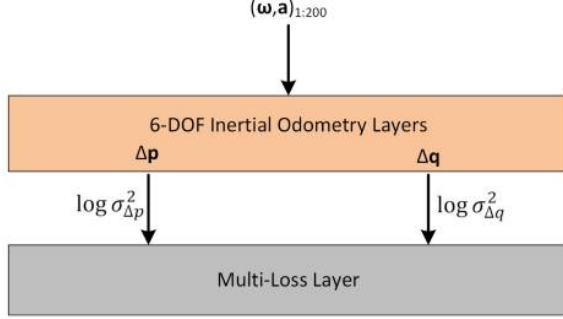 (ω,a)1:200
6-DOF Inertial Odometry Layers
Δp Δq
log σ²Δp log σ²Δq
Multi-Loss Layer